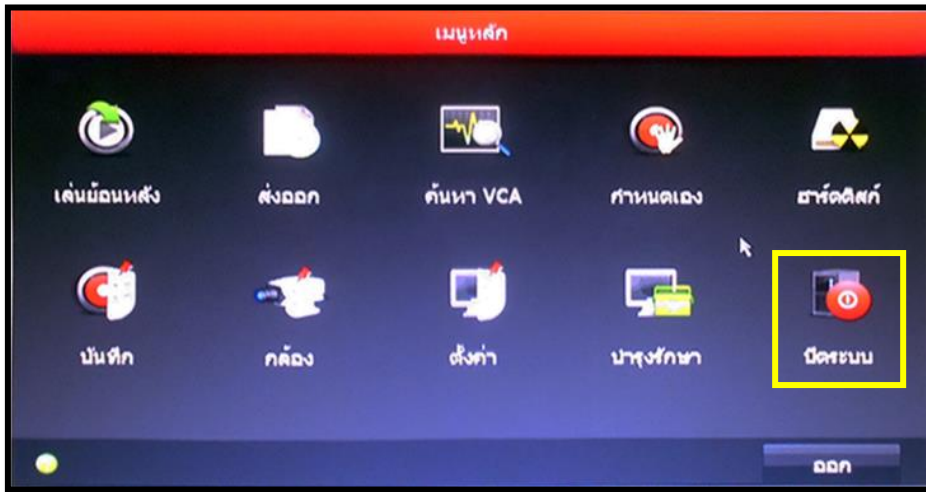 เมนูหลัก
เล่นย้อนหลัง ส่งออก ค้นหา VCA กำหนดเอง ฮาร์ดดิสก์
บันทึก กล้อง ตั้งค่า บำรุงรักษา ปิดระบบ
ออก